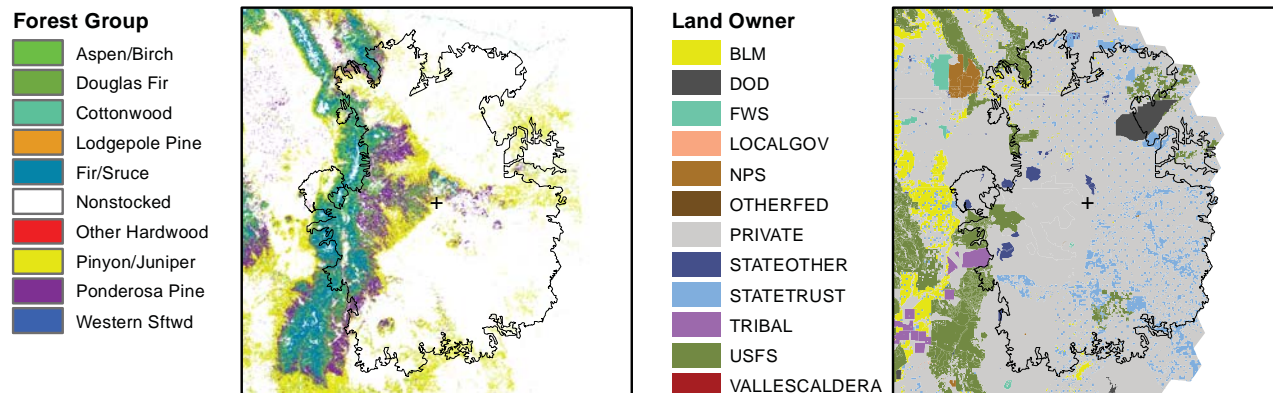 Forest Group
Aspen/Birch
Douglas Fir
Cottonwood
Lodgepole Pine
Fir/Sruce
Nonstocked
Other Hardwood
Pinyon/Juniper
Ponderosa Pine
Western Sftwd
Land Owner
BLM
DOD
FWS
LOCALGOV
NPS
OTHERFED
PRIVATE
STATEOTHER
STATETRUST
TRIBAL
USFS
VALLESCALDERA